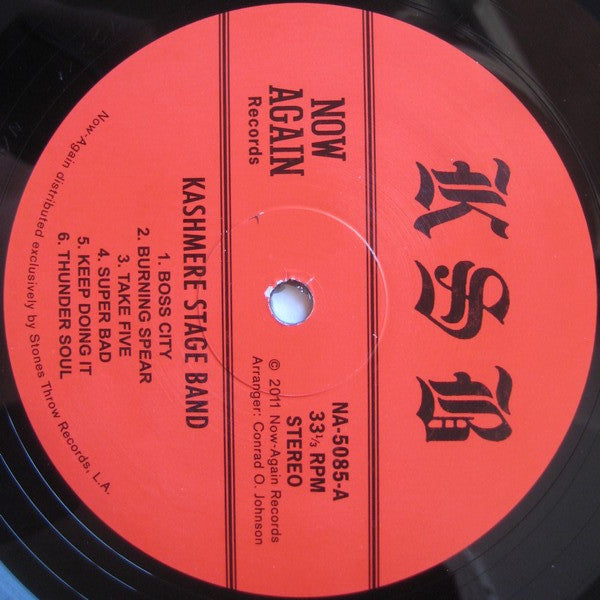 K S B
NOW
AGAIN
Records
NA-5085-A
33⅓ RPM
STEREO
© 2011 Now-Again Records
Arranger: Conrad O. Johnson
KASHMERE STAGE BAND
1. BOSS CITY
2. BURNING SPEAR
3. TAKE FIVE
4. SUPER BAD
5. KEEP DOING IT
6. THUNDER SOUL
Now-Again distributed exclusively by Stones Throw Records, L.A.